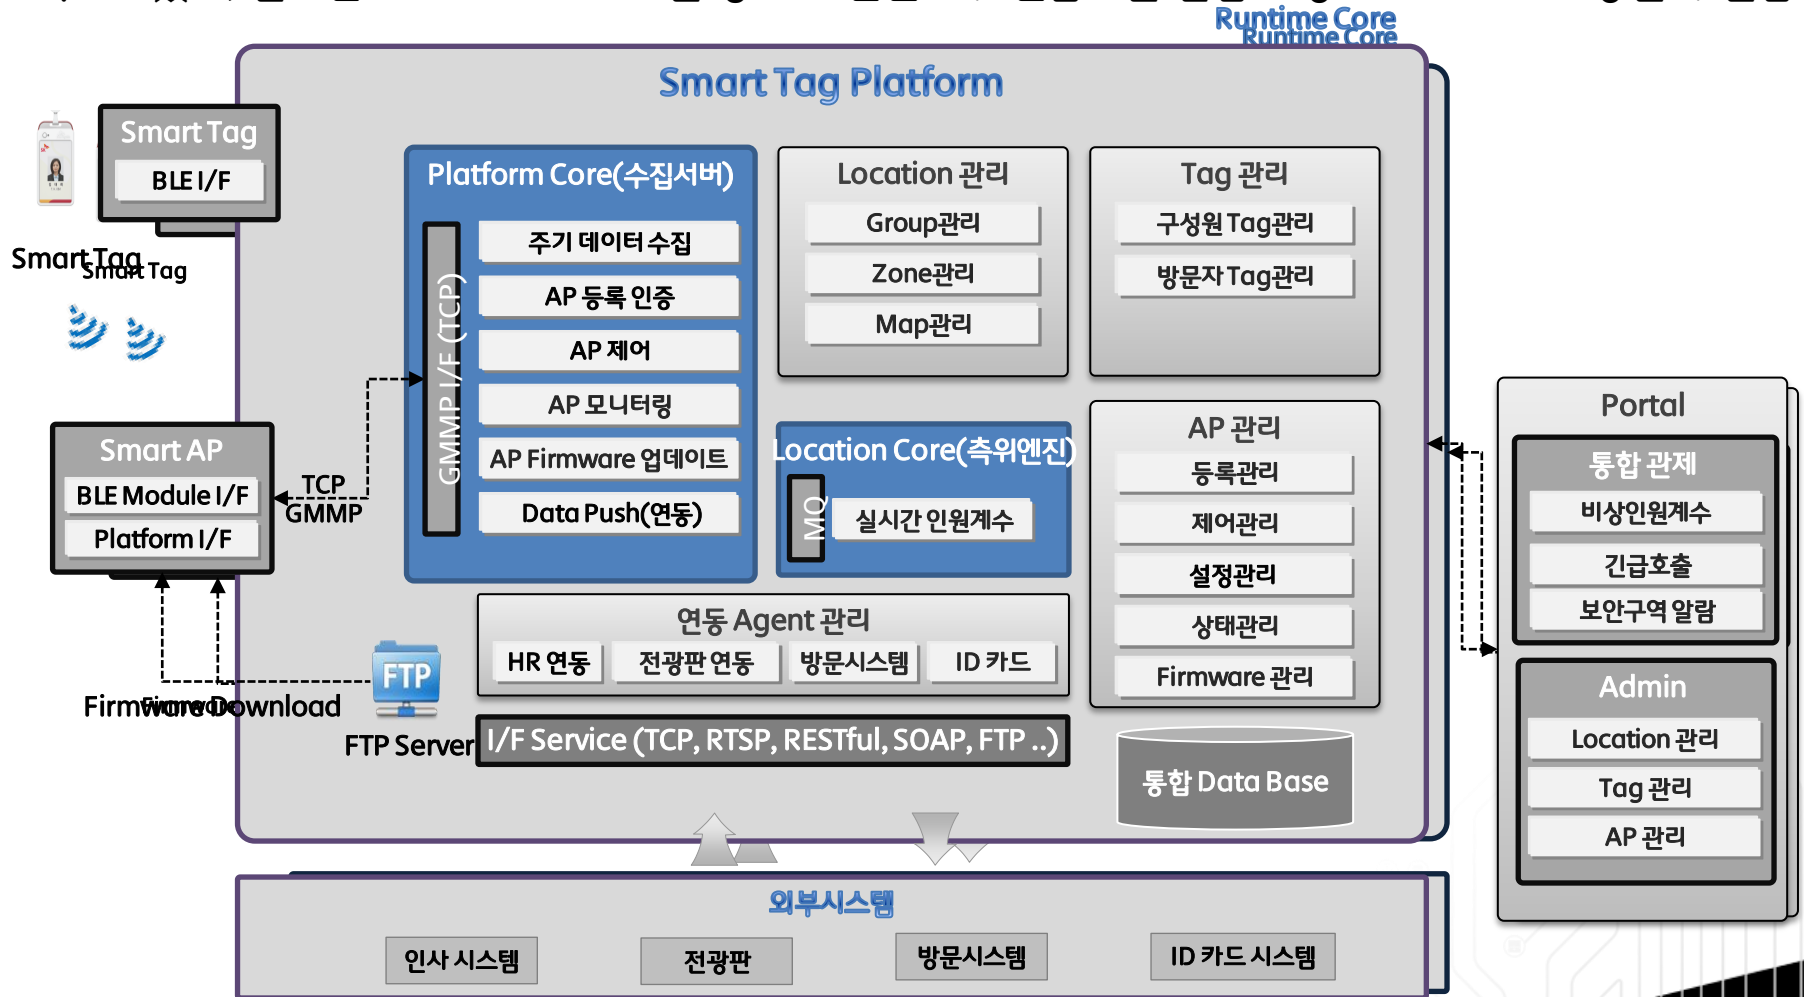 Runtime Core
Runtime Core
Smart Tag Platform
Smart Tag
BLE I/F
Smart Tag
Smart Tag
Smart AP
BLE Module I/F
Platform I/F
TCP
GMMP
Firmware Download
FTP
FTP Server
Platform Core(수집서버)
GMMP I/F (TCP)
주기 데이터 수집
AP 등록 인증
AP 제어
AP 모니터링
AP Firmware 업데이트
Data Push(연동)
Location 관리
Group관리
Zone관리
Map관리
Tag 관리
구성원 Tag관리
방문자 Tag관리
Location Core(측위엔진)
MQ
실시간 인원계수
AP 관리
등록관리
제어관리
설정관리
상태관리
Firmware 관리
연동 Agent 관리
HR 연동
전광판 연동
방문시스템
ID 카드
I/F Service (TCP, RTSP, RESTful, SOAP, FTP ..)
통합 Data Base
Portal
통합 관제
비상인원계수
긴급호출
보안구역 알람
Admin
Location 관리
Tag 관리
AP 관리
외부시스템
인사 시스템
전광판
방문시스템
ID 카드 시스템